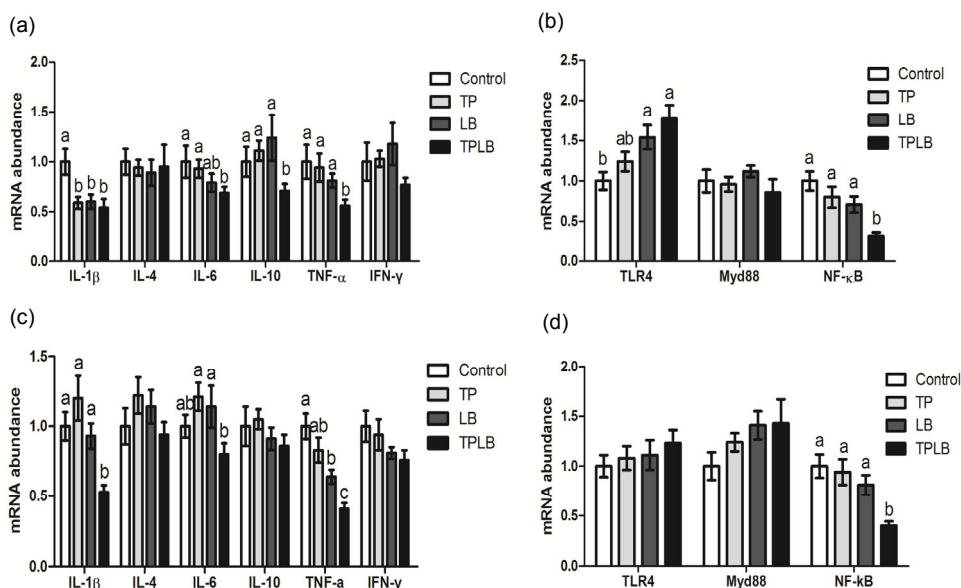 (a)
mRNA abundance
2.0
1.5
1.0
0.5
0.0
Control
TP
LB
TPLB
a b b b
a a ab b
a a a b
a a a b
IL-1β IL-4 IL-6 IL-10 TNF-α IFN-γ
(b)
mRNA abundance
2.5
2.0
1.5
1.0
0.5
0.0
Control
TP
LB
TPLB
b ab a a
a a a b
TLR4 Myd88 NF-κB
(c)
mRNA abundance
1.5
1.0
0.5
0.0
Control
TP
LB
TPLB
a a a b
ab a a b
a ab b c
IL-1β IL-4 IL-6 IL-10 TNF-a IFN-γ
(d)
mRNA abundance
2.0
1.5
1.0
0.5
0.0
Control
TP
LB
TPLB
a a a b
TLR4 Myd88 NF-kB